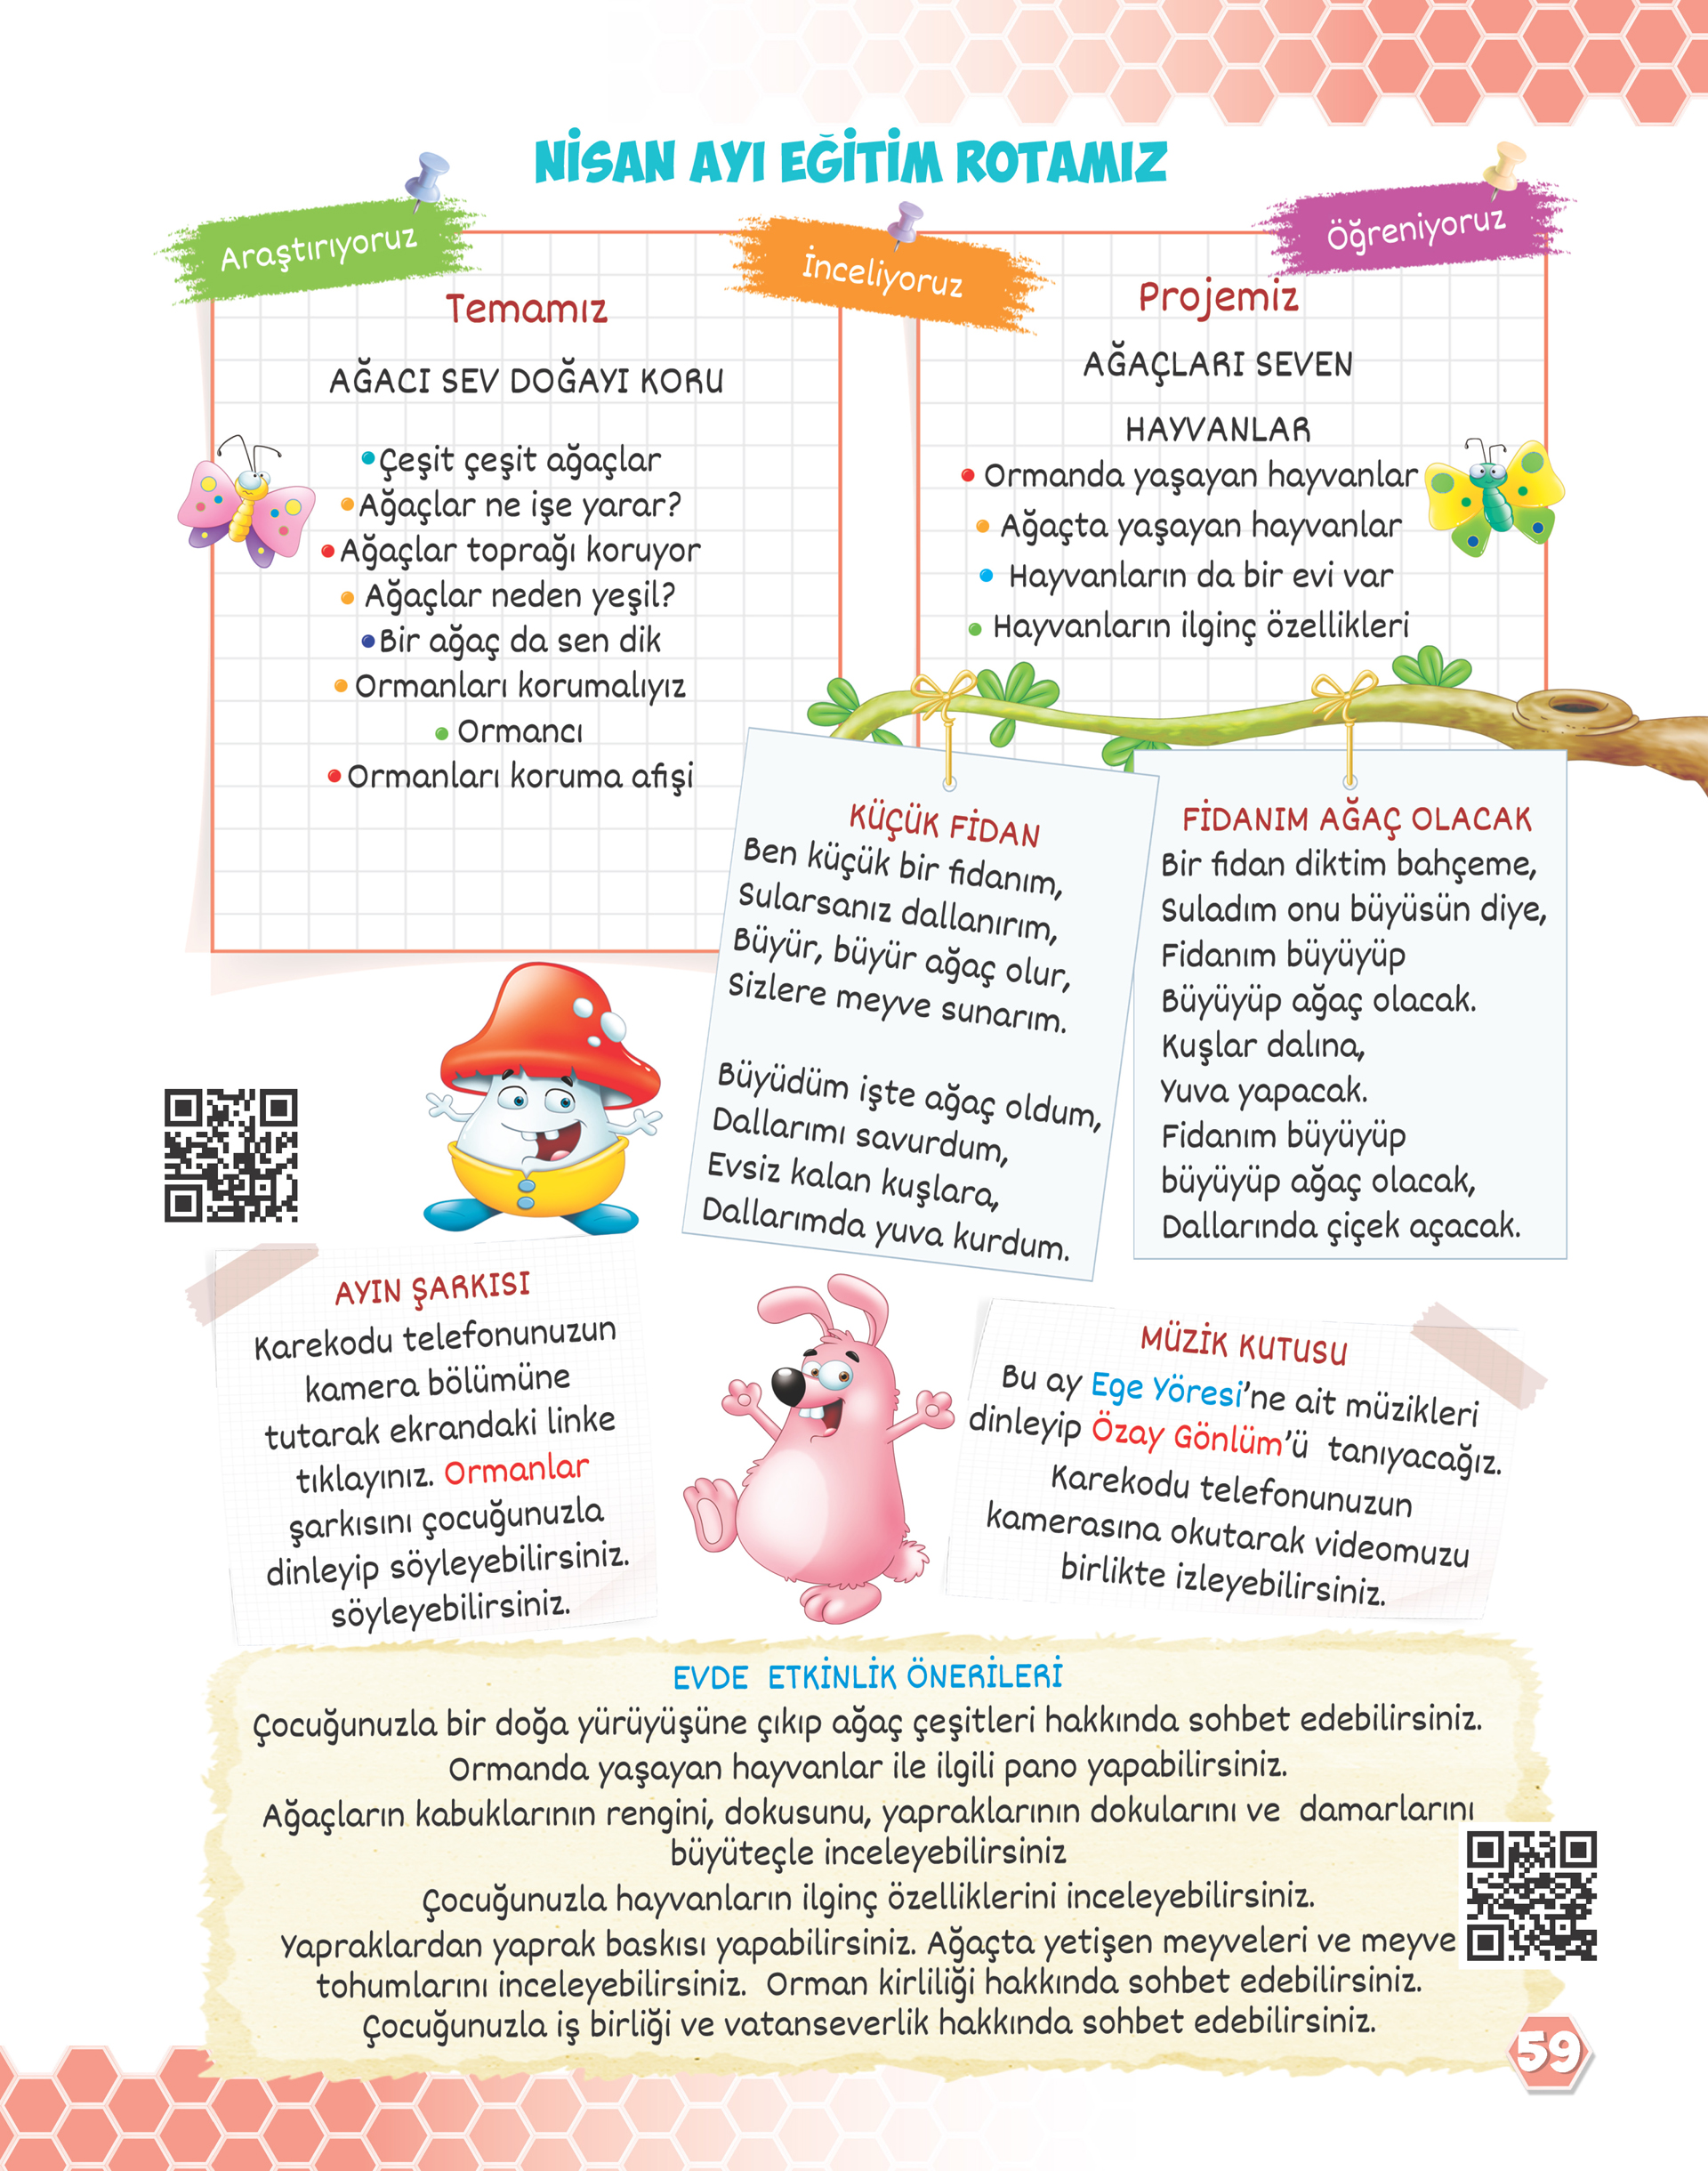 NİSAN AYI EĞİTİM ROTAMIZ
Araştırıyoruz
İnceliyoruz
Öğreniyoruz
Temamız
AĞACI SEV DOĞAYI KORU
•Çeşit çeşit ağaçlar
•Ağaçlar ne işe yarar?
•Ağaçlar toprağı koruyor
• Ağaçlar neden yeşil?
•Bir ağaç da sen dik
• Ormanları korumalıyız
• Ormancı
• Ormanları koruma afişi
Projemiz
AĞAÇLARI SEVEN
HAYVANLAR
• Ormanda yaşayan hayvanlar
• Ağaçta yaşayan hayvanlar
• Hayvanların da bir evi var
• Hayvanların ilginç özellikleri
KÜÇÜK FİDAN
Ben küçük bir fidanım,
Sularsanız dallanırım,
Büyür, büyür ağaç olur,
Sizlere meyve sunarım.
Büyüdüm işte ağaç oldum,
Dallarımı savurdum,
Evsiz kalan kuşlara,
Dallarımda yuva kurdum.
FİDANIM AĞAÇ OLACAK
Bir fidan diktim bahçeme,
Suladım onu büyüsün diye,
Fidanım büyüyüp
Büyüyüp ağaç olacak.
Kuşlar dalına,
Yuva yapacak.
Fidanım büyüyüp
büyüyüp ağaç olacak,
Dallarında çiçek açacak.
AYIN ŞARKISI
Karekodu telefonunuzun
kamera bölümüne
tutarak ekrandaki linke
tıklayınız. Ormanlar
şarkısını çocuğunuzla
dinleyip söyleyebilirsiniz.
söyleyebilirsiniz.
MÜZİK KUTUSU
Bu ay Ege Yöresi'ne ait müzikleri
dinleyip Özay Gönlüm'ü tanıyacağız.
Karekodu telefonunuzun
kamerasına okutarak videomuzu
birlikte izleyebilirsiniz.
EVDE ETKİNLİK ÖNERİLERİ
Çocuğunuzla bir doğa yürüyüşüne çıkıp ağaç çeşitleri hakkında sohbet edebilirsiniz.
Ormanda yaşayan hayvanlar ile ilgili pano yapabilirsiniz.
Ağaçların kabuklarının rengini, dokusunu, yapraklarının dokularını ve damarlarını
büyüteçle inceleyebilirsiniz
Çocuğunuzla hayvanların ilginç özelliklerini inceleyebilirsiniz.
Yapraklardan yaprak baskısı yapabilirsiniz. Ağaçta yetişen meyveleri ve meyve
tohumlarını inceleyebilirsiniz. Orman kirliliği hakkında sohbet edebilirsiniz.
Çocuğunuzla iş birliği ve vatanseverlik hakkında sohbet edebilirsiniz.
59